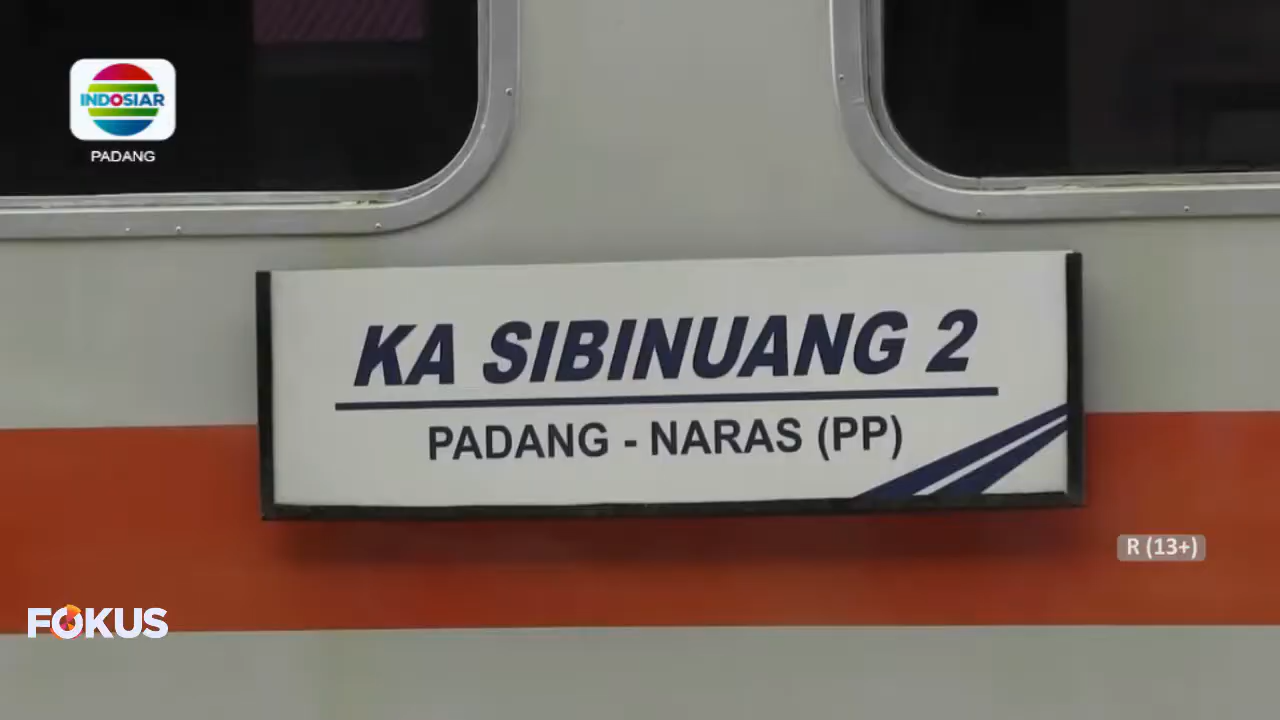 INDOSIAR
PADANG
KA SIBINUANG 2
PADANG - NARAS (PP)
R (13+)
FOKUS